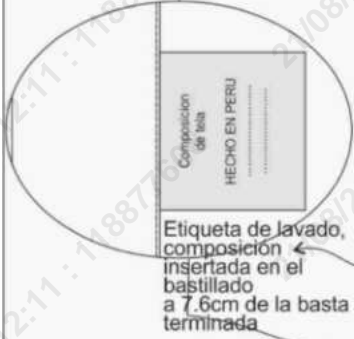 Composicion
de tela
HECHO EN PERU
Etiqueta de lavado,
composición
insertada en el
bastillado
a 7.6cm de la basta
terminada